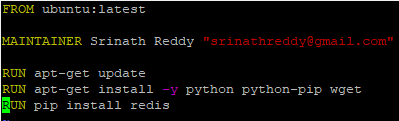 FROM ubuntu:latest
MAINTAINER Srinath Reddy "srinathreddy@gmail.com"
RUN apt-get update
RUN apt-get install -y python python-pip wget
RUN pip install redis